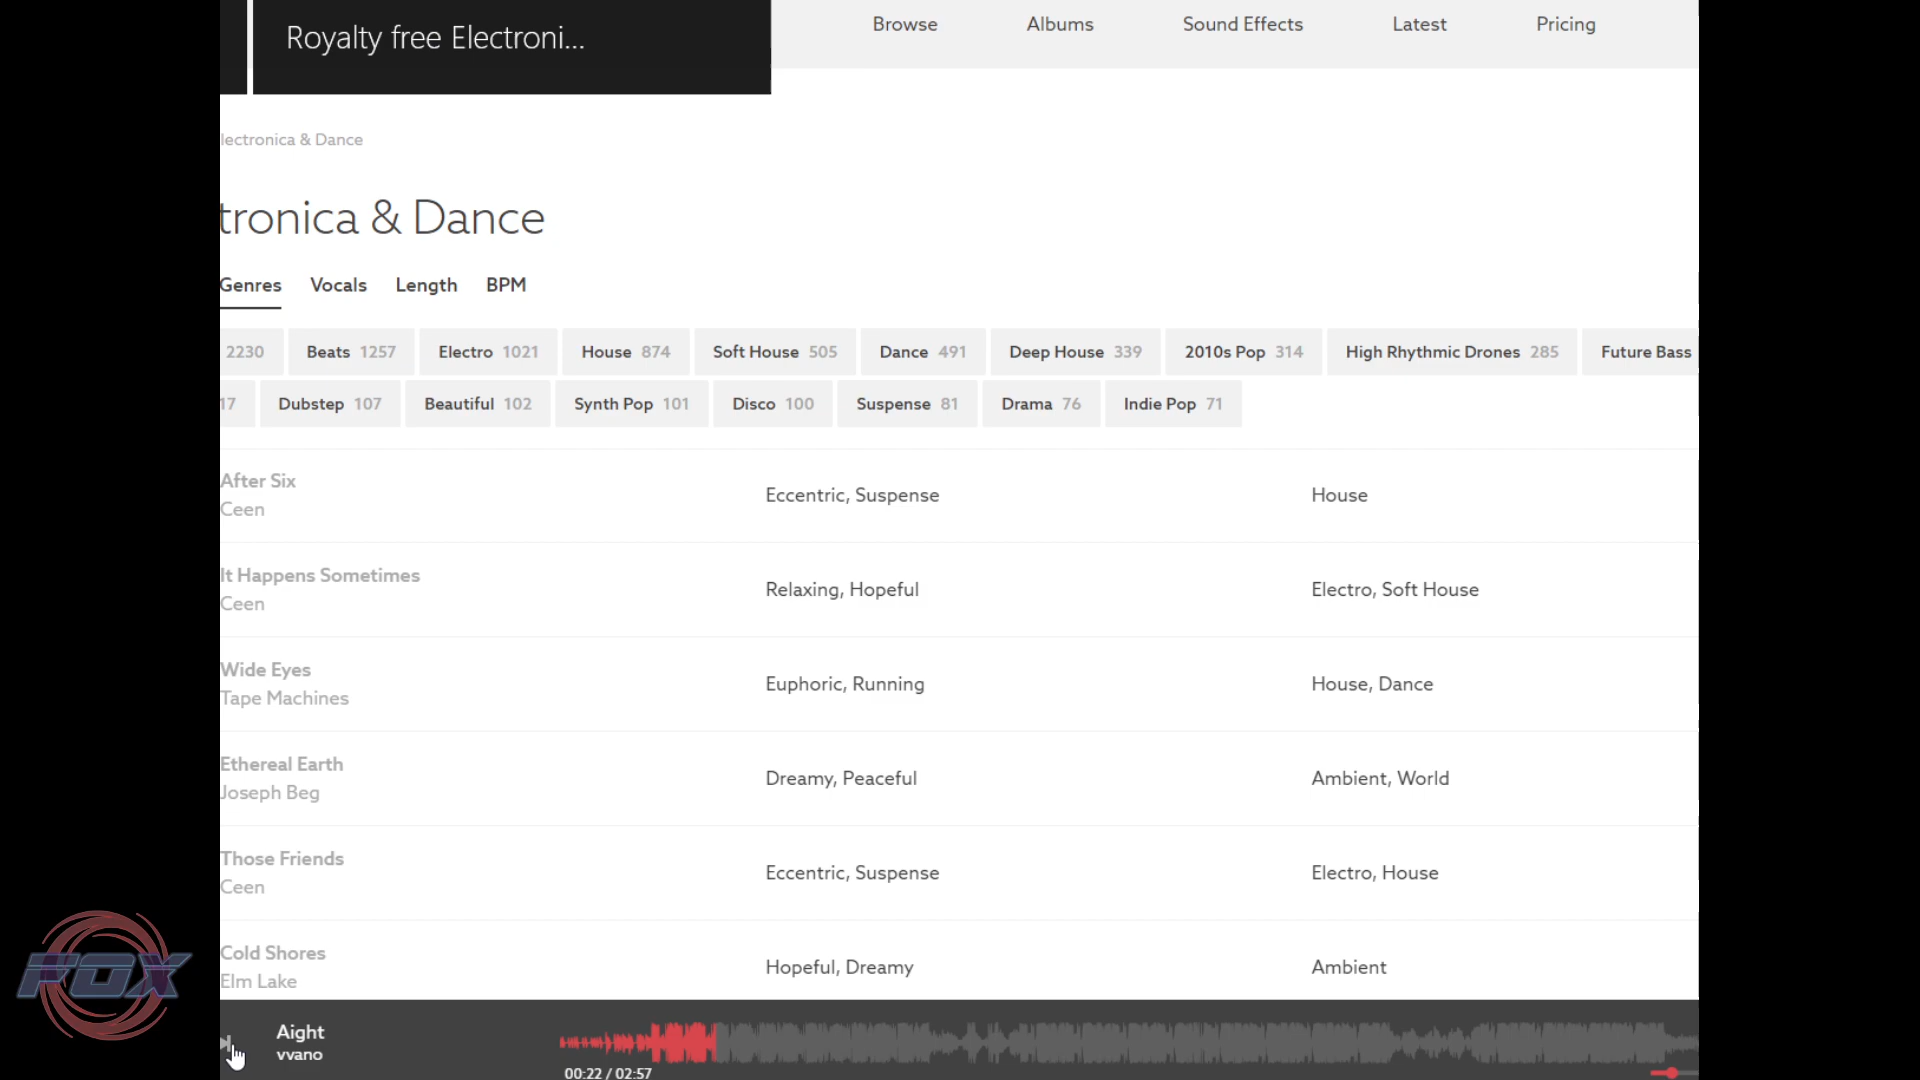 Royalty free Electroni...
Browse Albums Sound Effects Latest Pricing
lectronica & Dance
tronica & Dance
Genres Vocals Length BPM
2230 Beats 1257 Electro 1021 House 874 Soft House 505 Dance 491 Deep House 339 2010s Pop 314 High Rhythmic Drones 285 Future Bass
17 Dubstep 107 Beautiful 102 Synth Pop 101 Disco 100 Suspense 81 Drama 76 Indie Pop 71
After Six
Ceen
Eccentric, Suspense
House
It Happens Sometimes
Ceen
Relaxing, Hopeful
Electro, Soft House
Wide Eyes
Tape Machines
Euphoric, Running
House, Dance
Ethereal Earth
Joseph Beg
Dreamy, Peaceful
Ambient, World
Those Friends
Ceen
Eccentric, Suspense
Electro, House
Cold Shores
Elm Lake
Hopeful, Dreamy
Ambient
FOX
Aight
vvano
00:22 / 02:57